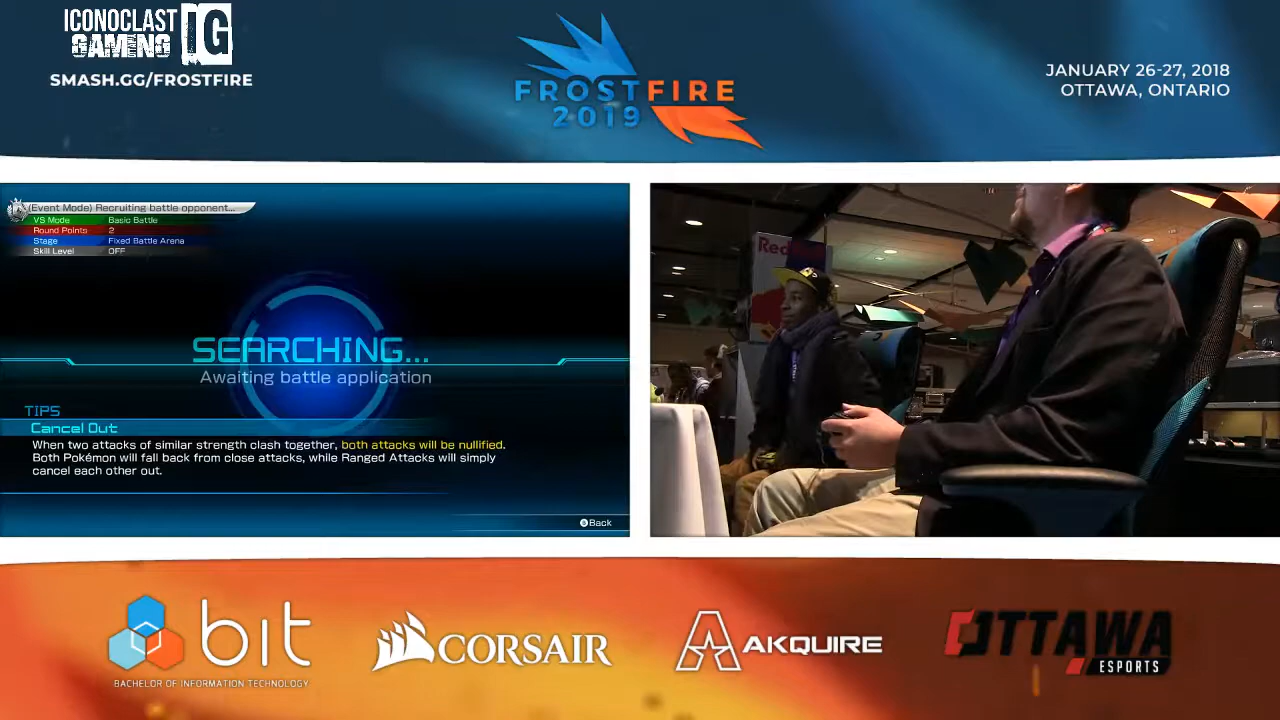 ICONOCLAST
GAMING
IG
SMASH.GG/FROSTFIRE
FROSTFIRE
2019
JANUARY 26-27, 2018
OTTAWA, ONTARIO
(Event Mode) Recruiting battle opponent...
VS Mode Basic Battle
Round Points 2
Stage Fixed Battle Arena
Skill Level OFF
SEARCHING...
Awaiting battle application
TIPS
Cancel Out
When two attacks of similar strength clash together, both attacks will be nullified.
Both Pokémon will fall back from close attacks, while Ranged Attacks will simply
cancel each other out.
Back
Red
bit
BACHELOR OF INFORMATION TECHNOLOGY
CORSAIR
AKQUIRE
OTTAWA
ESPORTS